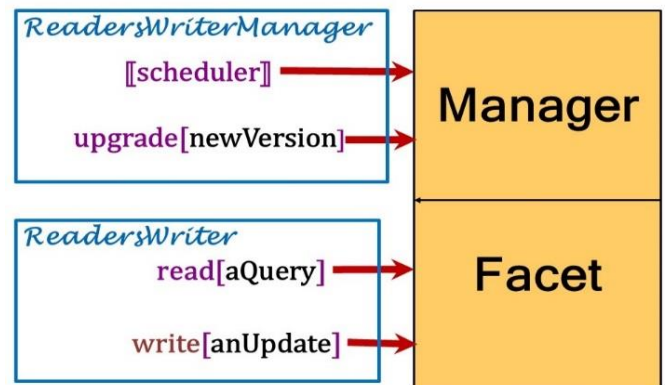 ReadersWriterManager
⟦scheduler⟧
upgrade[newVersion]
Manager
ReadersWriter
read[aQuery]
write[anUpdate]
Facet